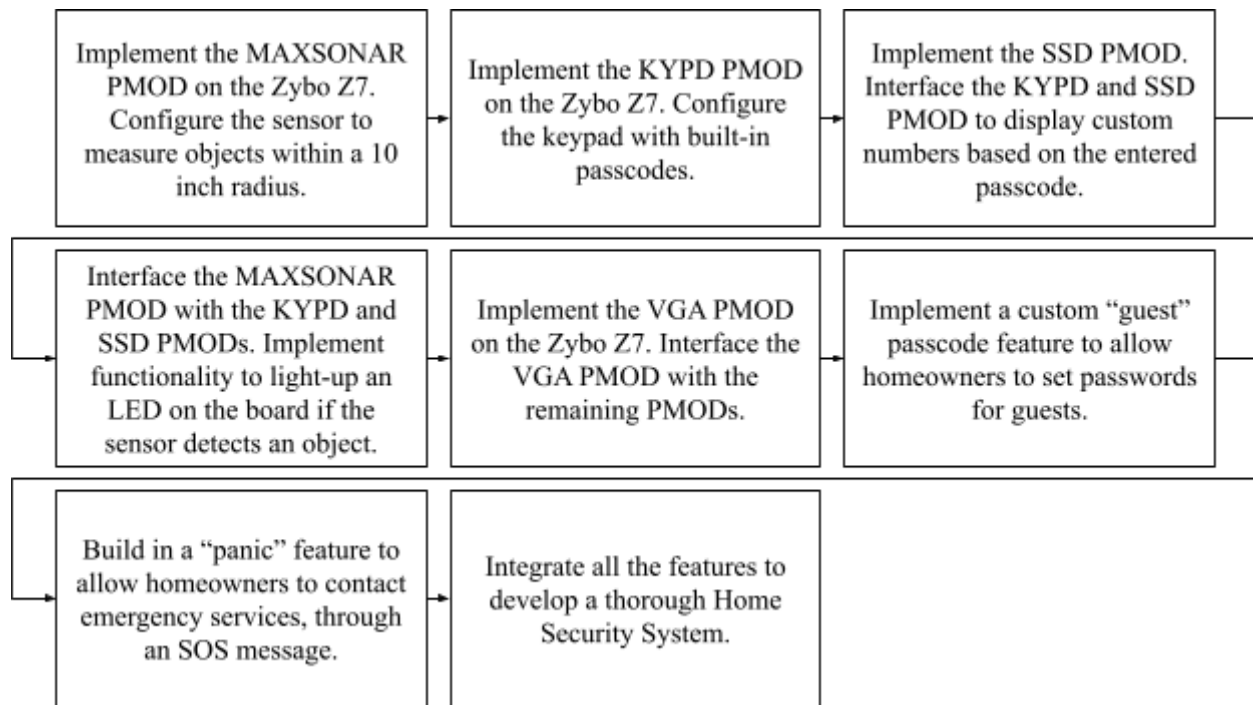 Implement the MAXSONAR
PMOD on the Zybo Z7.
Configure the sensor to
measure objects within a 10
inch radius.
Implement the KYPD PMOD
on the Zybo Z7. Configure
the keypad with built-in
passcodes.
Implement the SSD PMOD.
Interface the KYPD and SSD
PMOD to display custom
numbers based on the entered
passcode.
Interface the MAXSONAR
PMOD with the KYPD and
SSD PMODs. Implement
functionality to light-up an
LED on the board if the
sensor detects an object.
Implement the VGA PMOD
on the Zybo Z7. Interface the
VGA PMOD with the
remaining PMODs.
Implement a custom “guest”
passcode feature to allow
homeowners to set passwords
for guests.
Build in a “panic” feature to
allow homeowners to contact
emergency services, through
an SOS message.
Integrate all the features to
develop a thorough Home
Security System.